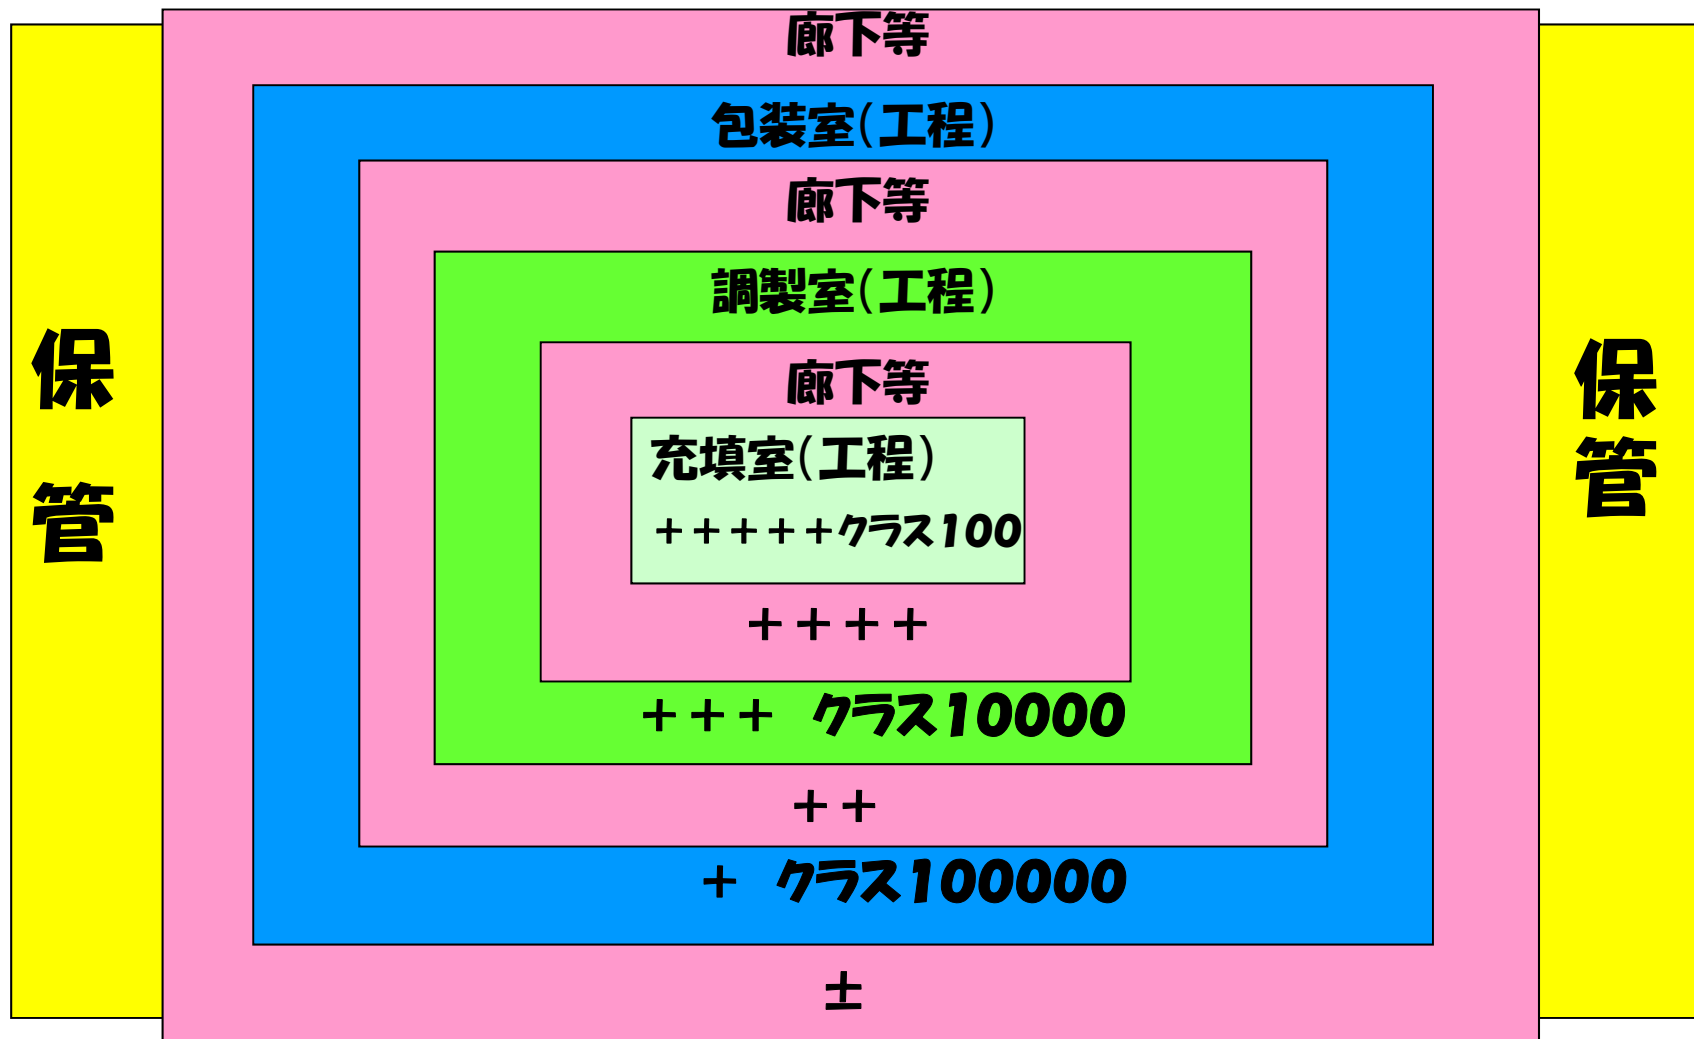 廊下等
包装室(工程)
廊下等
調製室(工程)
廊下等
充填室(工程)
+++++クラス100
++++
+++ クラス10000
++
+ クラス100000
±
保
管
保
管